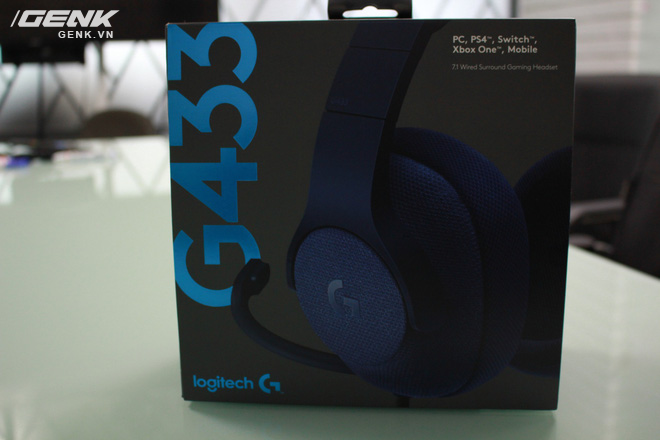 GENK
GENK.VN
PC, PS4™, Switch™,
Xbox One™, Mobile
7.1 Wired Surround Gaming Headset
G433
logitech G